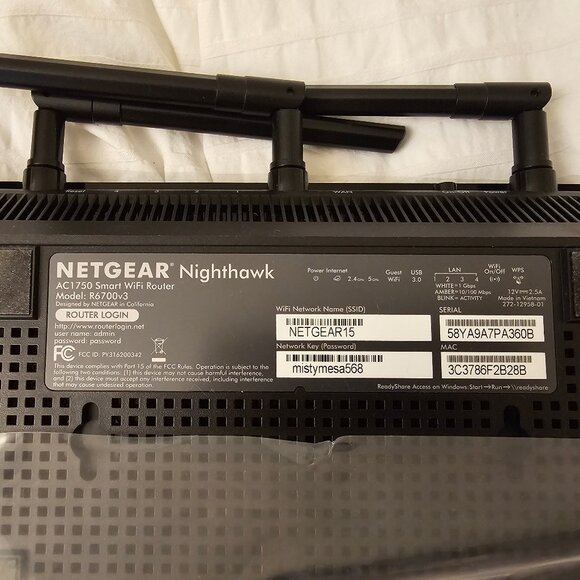 NETGEAR Nighthawk
AC1750 Smart WiFi Router
Model: R6700v3
Designed by NETGEAR in California
ROUTER LOGIN
http://www.routerlogin.net
user name: admin
password: password
FCC ID: PY316200342
This device complies with Part 15 of the FCC Rules. Operation is subject to the
following two conditions: (1) this device may not cause harmful interference,
and (2) this device must accept any interference received, including interference
that may cause undesired operation.
Power Internet
2.4GHz 5GHz
Guest WiFi
USB 3.0
LAN
1 2 3 4
WHITE = 1 Gbps
AMBER = 10/100 Mbps
BLINK = ACTIVITY
WiFi On/Off
WPS
12V 2.5A
Made in Vietnam
272-12958-01
WiFi Network Name (SSID)
NETGEAR15
Network Key (Password)
mistymesa568
SERIAL
58YA9A7PA360B
MAC
3C3786F2B28B
ReadyShare Access on Windows: Start→Run→\\readyshare